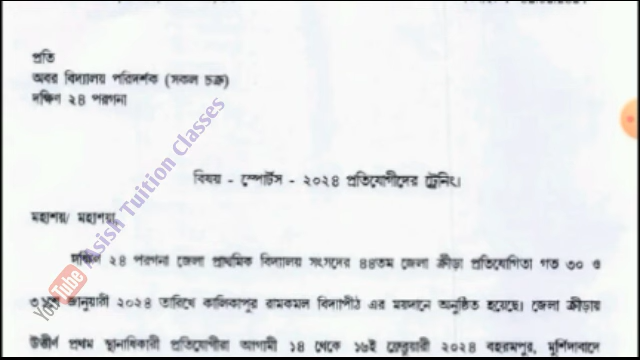 প্রতি
অবর বিদ্যালয় পরিদর্শক (সকল চক্র)
দক্ষিণ ২৪ পরগনা
বিষয় - স্পোর্টস - ২০২৪ প্রতিযোগীদের ট্রেনিং।
মহাশয়/ মহাশয়া,
দক্ষিণ ২৪ পরগনা জেলা প্রাথমিক বিদ্যালয় সংসদের ৪৪তম জেলা ক্রীড়া প্রতিযোগিতা গত ৩০ ও
৩১শে জানুয়ারী ২০২৪ তারিখে কালিকাপুর রামকমল বিদ্যাপীঠ এর ময়দানে অনুষ্ঠিত হয়েছে। জেলা ক্রীড়ায়
উত্তীর্ণ প্রথম স্থানাধিকারী প্রতিযোগীরা আগামী ১৪ থেকে ১৬ই ফেব্রুয়ারী ২০২৪ বহরমপুর, মুর্শিদাবাদে
YouTube Asish Tuition Classes